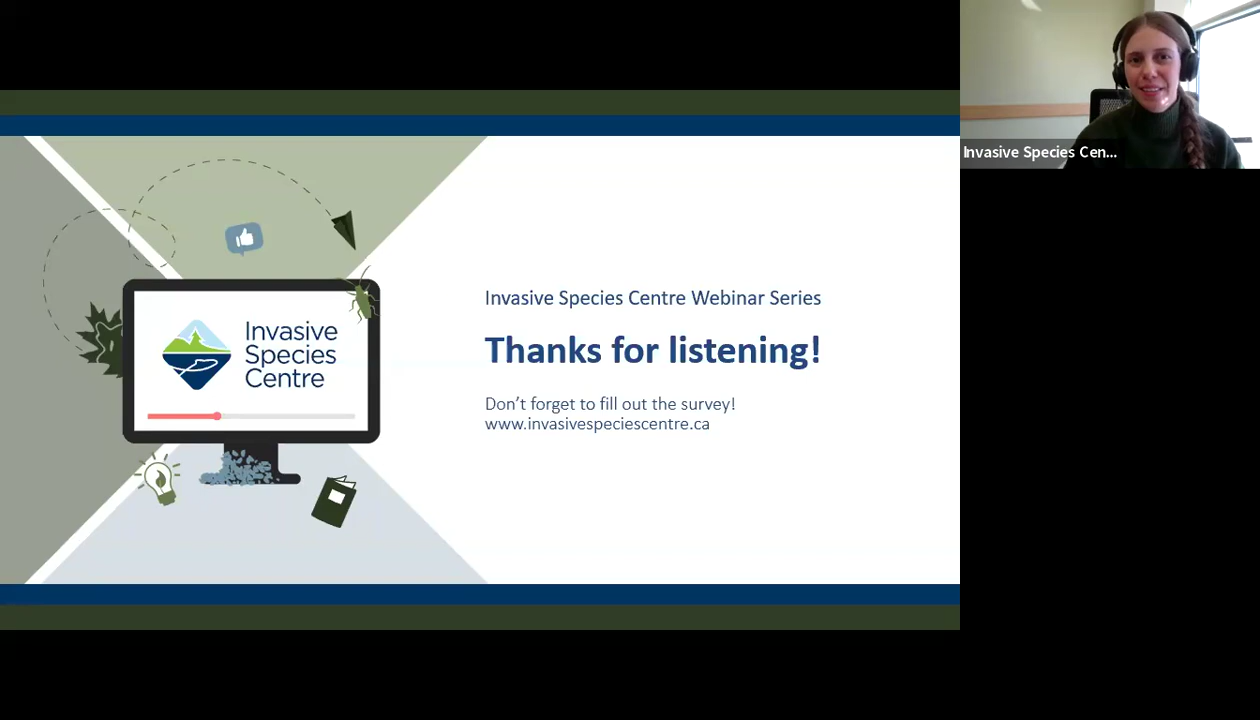 Invasive Species Cen...
Invasive Species Centre Webinar Series
Thanks for listening!
Don't forget to fill out the survey!
www.invasivespeciescentre.ca
Invasive
Species
Centre